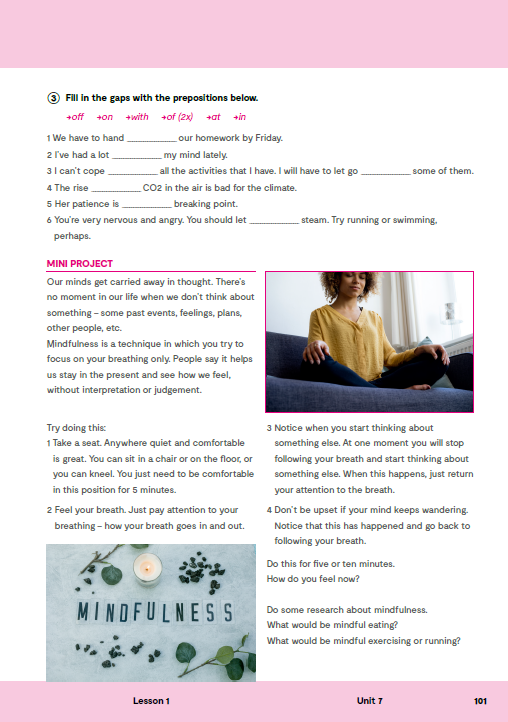 3 Fill in the gaps with the prepositions below.
→off →on →with →of (2x) →at →in
1 We have to hand __________ our homework by Friday.
2 I've had a lot __________ my mind lately.
3 I can't cope __________ all the activities that I have. I will have to let go __________ some of them.
4 The rise __________ CO2 in the air is bad for the climate.
5 Her patience is __________ breaking point.
6 You're very nervous and angry. You should let __________ steam. Try running or swimming,
perhaps.
MINI PROJECT
Our minds get carried away in thought. There's
no moment in our life when we don't think about
something – some past events, feelings, plans,
other people, etc.
Mindfulness is a technique in which you try to
focus on your breathing only. People say it helps
us stay in the present and see how we feel,
without interpretation or judgement.
Try doing this:
1 Take a seat. Anywhere quiet and comfortable
is great. You can sit in a chair or on the floor, or
you can kneel. You just need to be comfortable
in this position for 5 minutes.
2 Feel your breath. Just pay attention to your
breathing – how your breath goes in and out.
MINDFULNESS
3 Notice when you start thinking about
something else. At one moment you will stop
following your breath and start thinking about
something else. When this happens, just return
your attention to the breath.
4 Don't be upset if your mind keeps wandering.
Notice that this has happened and go back to
following your breath.
Do this for five or ten minutes.
How do you feel now?
Do some research about mindfulness.
What would be mindful eating?
What would be mindful exercising or running?
Lesson 1
Unit 7
101